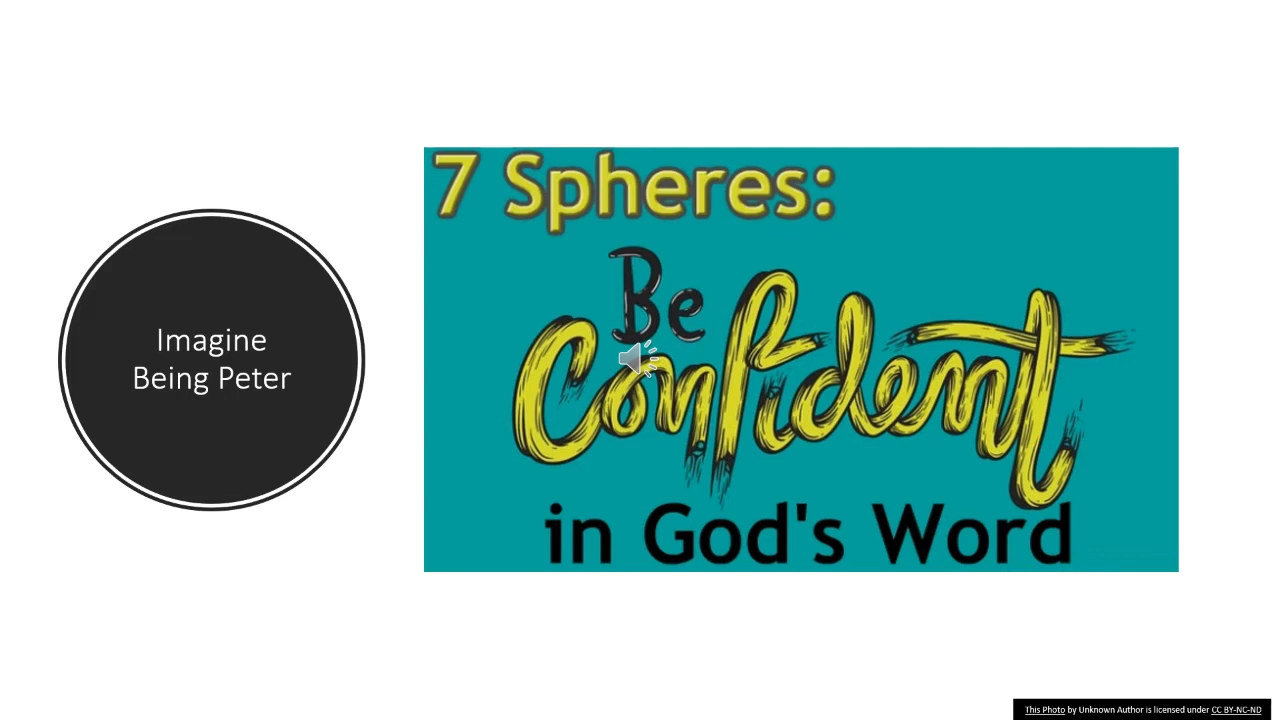 Imagine
Being Peter
7 Spheres:
Be
Confident
in God's Word
This Photo by Unknown Author is licensed under CC BY-NC-ND